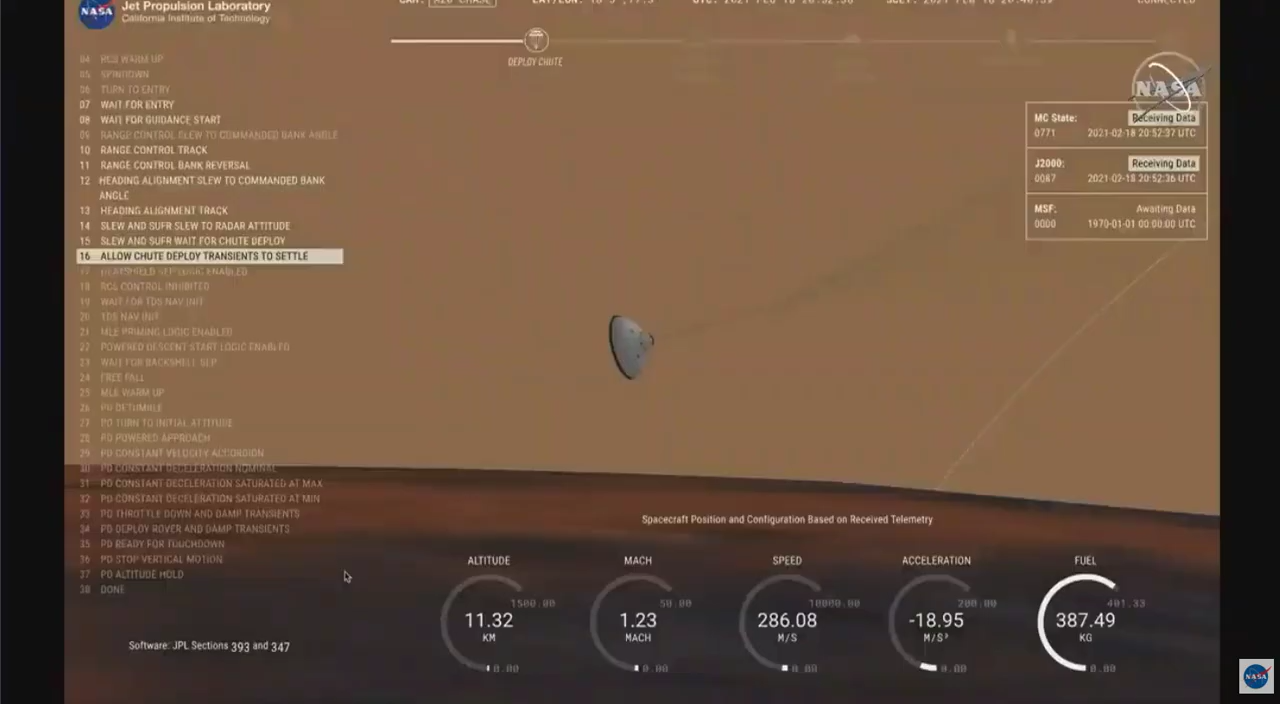 NASA
Jet Propulsion Laboratory
California Institute of Technology
DEPLOY CHUTE
04 RCS WARM UP
05 SPINDOWN
06 TURN TO ENTRY
07 WAIT FOR ENTRY
08 WAIT FOR GUIDANCE START
09 RANGE CONTROL SLEW TO COMMANDED BANK ANGLE
10 RANGE CONTROL TRACK
11 RANGE CONTROL BANK REVERSAL
12 HEADING ALIGNMENT SLEW TO COMMANDED BANK
ANGLE
13 HEADING ALIGNMENT TRACK
14 SLEW AND SUFR SLEW TO RADAR ATTITUDE
15 SLEW AND SUFR WAIT FOR CHUTE DEPLOY
16 ALLOW CHUTE DEPLOY TRANSIENTS TO SETTLE
17 HEATSHIELD SEP LOGIC ENABLED
18 RCS CONTROL INHIBITED
19 WAIT FOR TDS NAV INIT
20 TDS NAV INIT
21 MLE PRIMING LOGIC ENABLED
22 POWERED DESCENT START LOGIC ENABLED
23 WAIT FOR BACKSHELL SEP
24 FREE FALL
25 MLE WARM UP
26 PD DETUMBLE
27 PD TURN TO INITIAL ATTITUDE
28 PD POWERED APPROACH
29 PD CONSTANT VELOCITY ACCORDION
30 PD CONSTANT DECELERATION NOMINAL
31 PD CONSTANT DECELERATION SATURATED AT MAX
32 PD CONSTANT DECELERATION SATURATED AT MIN
33 PD THROTTLE DOWN AND DAMP TRANSIENTS
34 PD DEPLOY ROVER AND DAMP TRANSIENTS
35 PD READY FOR TOUCHDOWN
36 PD STOP VERTICAL MOTION
37 PD ALTITUDE HOLD
38 DONE
Software: JPL Sections 393 and 347
NASA
MC State: Receiving Data
0771 2021-02-18 20:52:37 UTC
J2000: Receiving Data
0087 2021-02-18 20:52:36 UTC
MSF: Awaiting Data
0000 1970-01-01 00:00:00 UTC
Spacecraft Position and Configuration Based on Received Telemetry
ALTITUDE MACH SPEED ACCELERATION FUEL
1500.00 50.00 10000.00 200.00 401.33
11.32 1.23 286.08 -18.95 387.49
KM MACH M/S M/S² KG
0.00 0.00 0.00 0.00 0.00
NASA